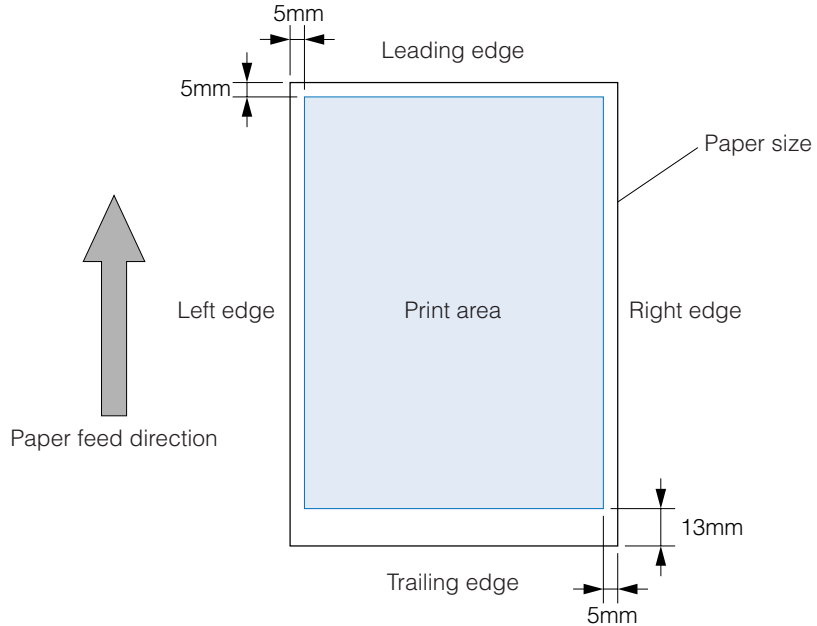 5mm
Leading edge
5mm
Paper size
Left edge
Print area
Right edge
Paper feed direction
13mm
Trailing edge
5mm